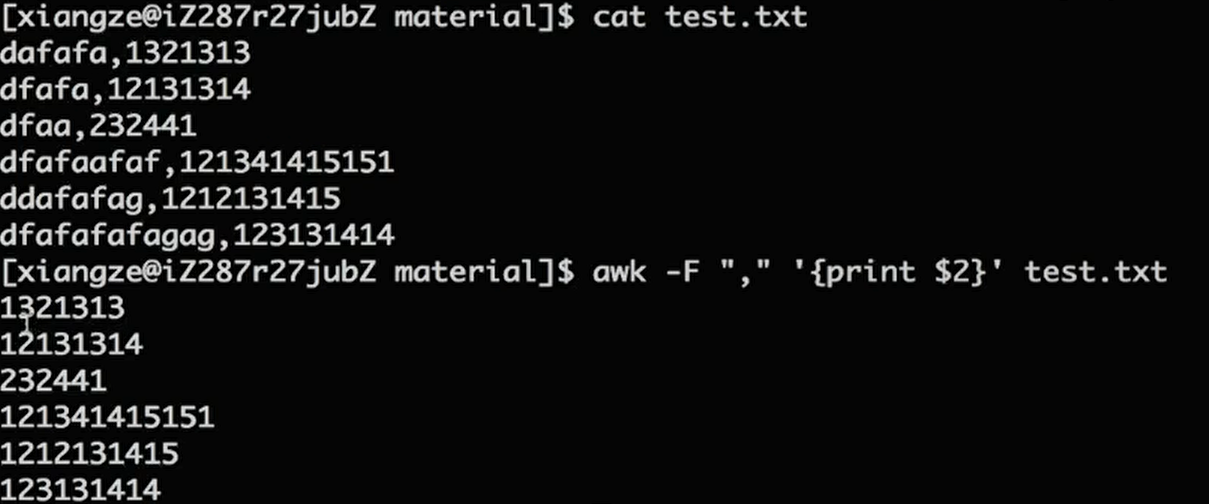 [xiangze@iZ287r27jubZ material]$ cat test.txt
dafafa,1321313
dfafa,12131314
dfaa,232441
dfafaafaf,121341415151
ddafafag,1212131415
dfafafafagag,123131414
[xiangze@iZ287r27jubZ material]$ awk -F "," '{print $2}' test.txt
1321313
12131314
232441
121341415151
1212131415
123131414